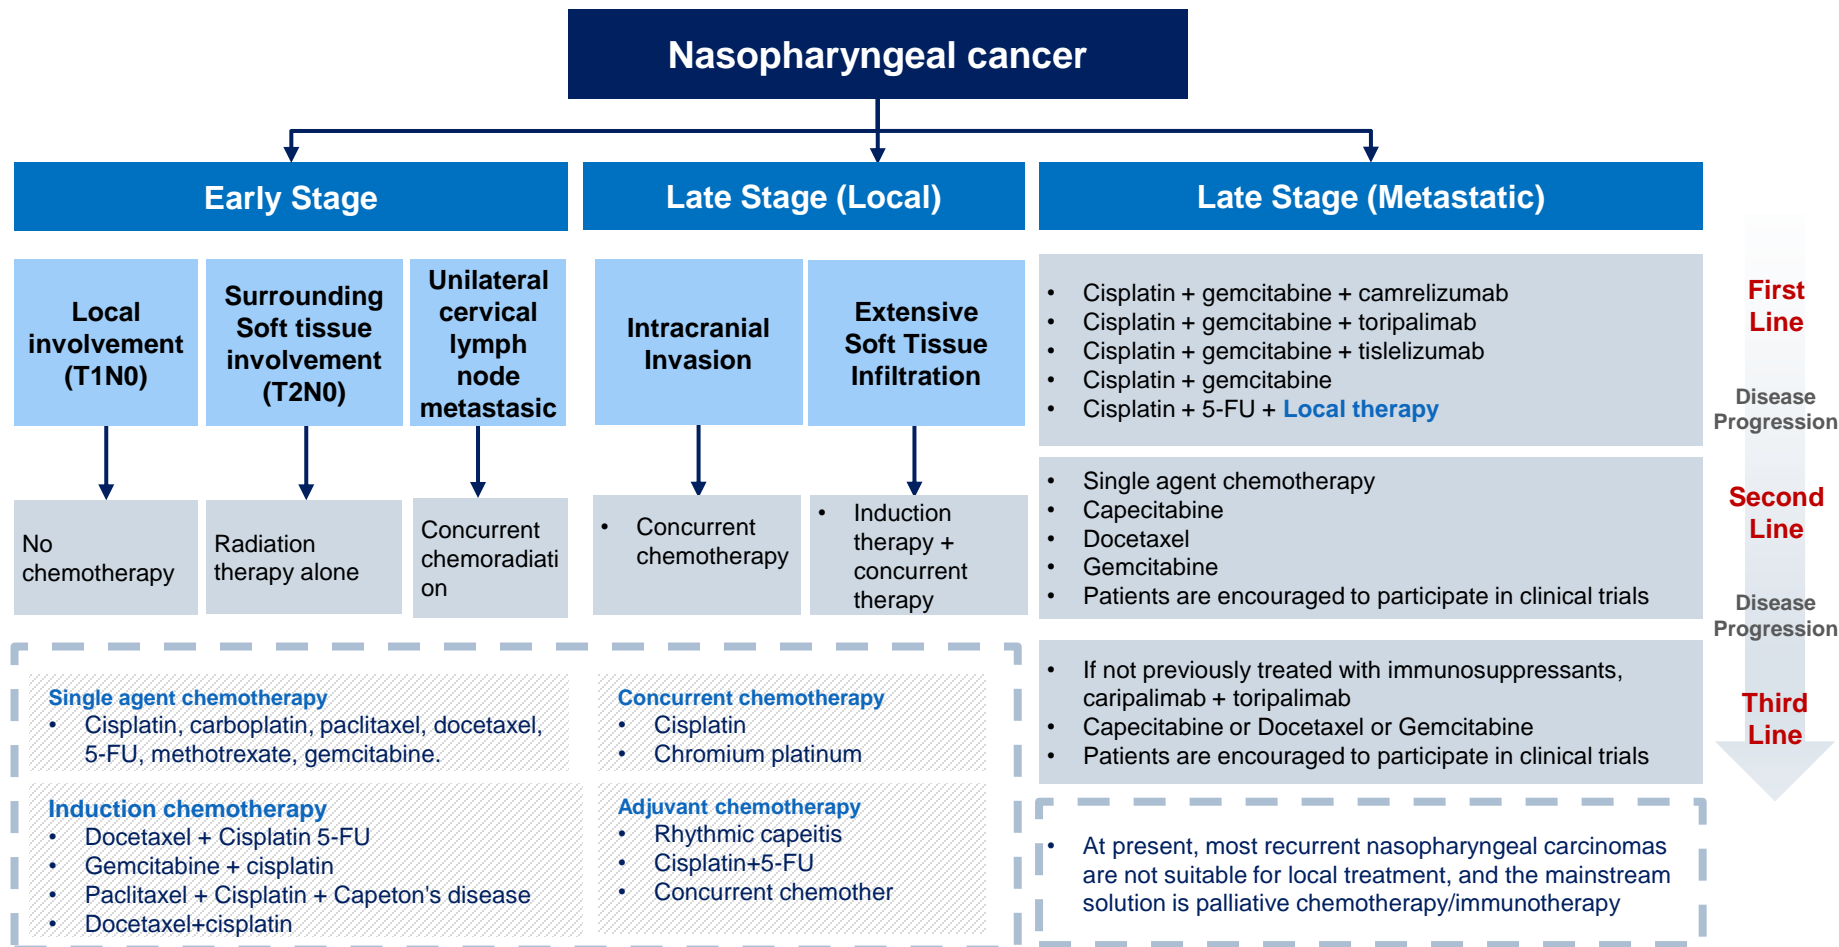 Nasopharyngeal cancer
Early Stage
Late Stage (Local)
Late Stage (Metastatic)
Local
involvement
(T1N0)
Surrounding
Soft tissue
involvement
(T2N0)
Unilateral
cervical
lymph
node
metastasic
Intracranial
Invasion
Extensive
Soft Tissue
Infiltration
No
chemotherapy
Radiation
therapy alone
Concurrent
chemoradiati
on
• Concurrent
chemotherapy
• Induction
therapy +
concurrent
therapy
• Cisplatin + gemcitabine + camrelizumab
• Cisplatin + gemcitabine + toripalimab
• Cisplatin + gemcitabine + tislelizumab
• Cisplatin + gemcitabine
• Cisplatin + 5-FU + Local therapy
First
Line
Disease
Progression
• Single agent chemotherapy
• Capecitabine
• Docetaxel
• Gemcitabine
• Patients are encouraged to participate in clinical trials
Second
Line
Disease
Progression
• If not previously treated with immunosuppressants,
caripalimab + toripalimab
• Capecitabine or Docetaxel or Gemcitabine
• Patients are encouraged to participate in clinical trials
Third
Line
Single agent chemotherapy
• Cisplatin, carboplatin, paclitaxel, docetaxel,
5-FU, methotrexate, gemcitabine.
Concurrent chemotherapy
• Cisplatin
• Chromium platinum
Induction chemotherapy
• Docetaxel + Cisplatin 5-FU
• Gemcitabine + cisplatin
• Paclitaxel + Cisplatin + Capeton's disease
• Docetaxel+cisplatin
Adjuvant chemotherapy
• Rhythmic capeitis
• Cisplatin+5-FU
• Concurrent chemother
• At present, most recurrent nasopharyngeal carcinomas
are not suitable for local treatment, and the mainstream
solution is palliative chemotherapy/immunotherapy